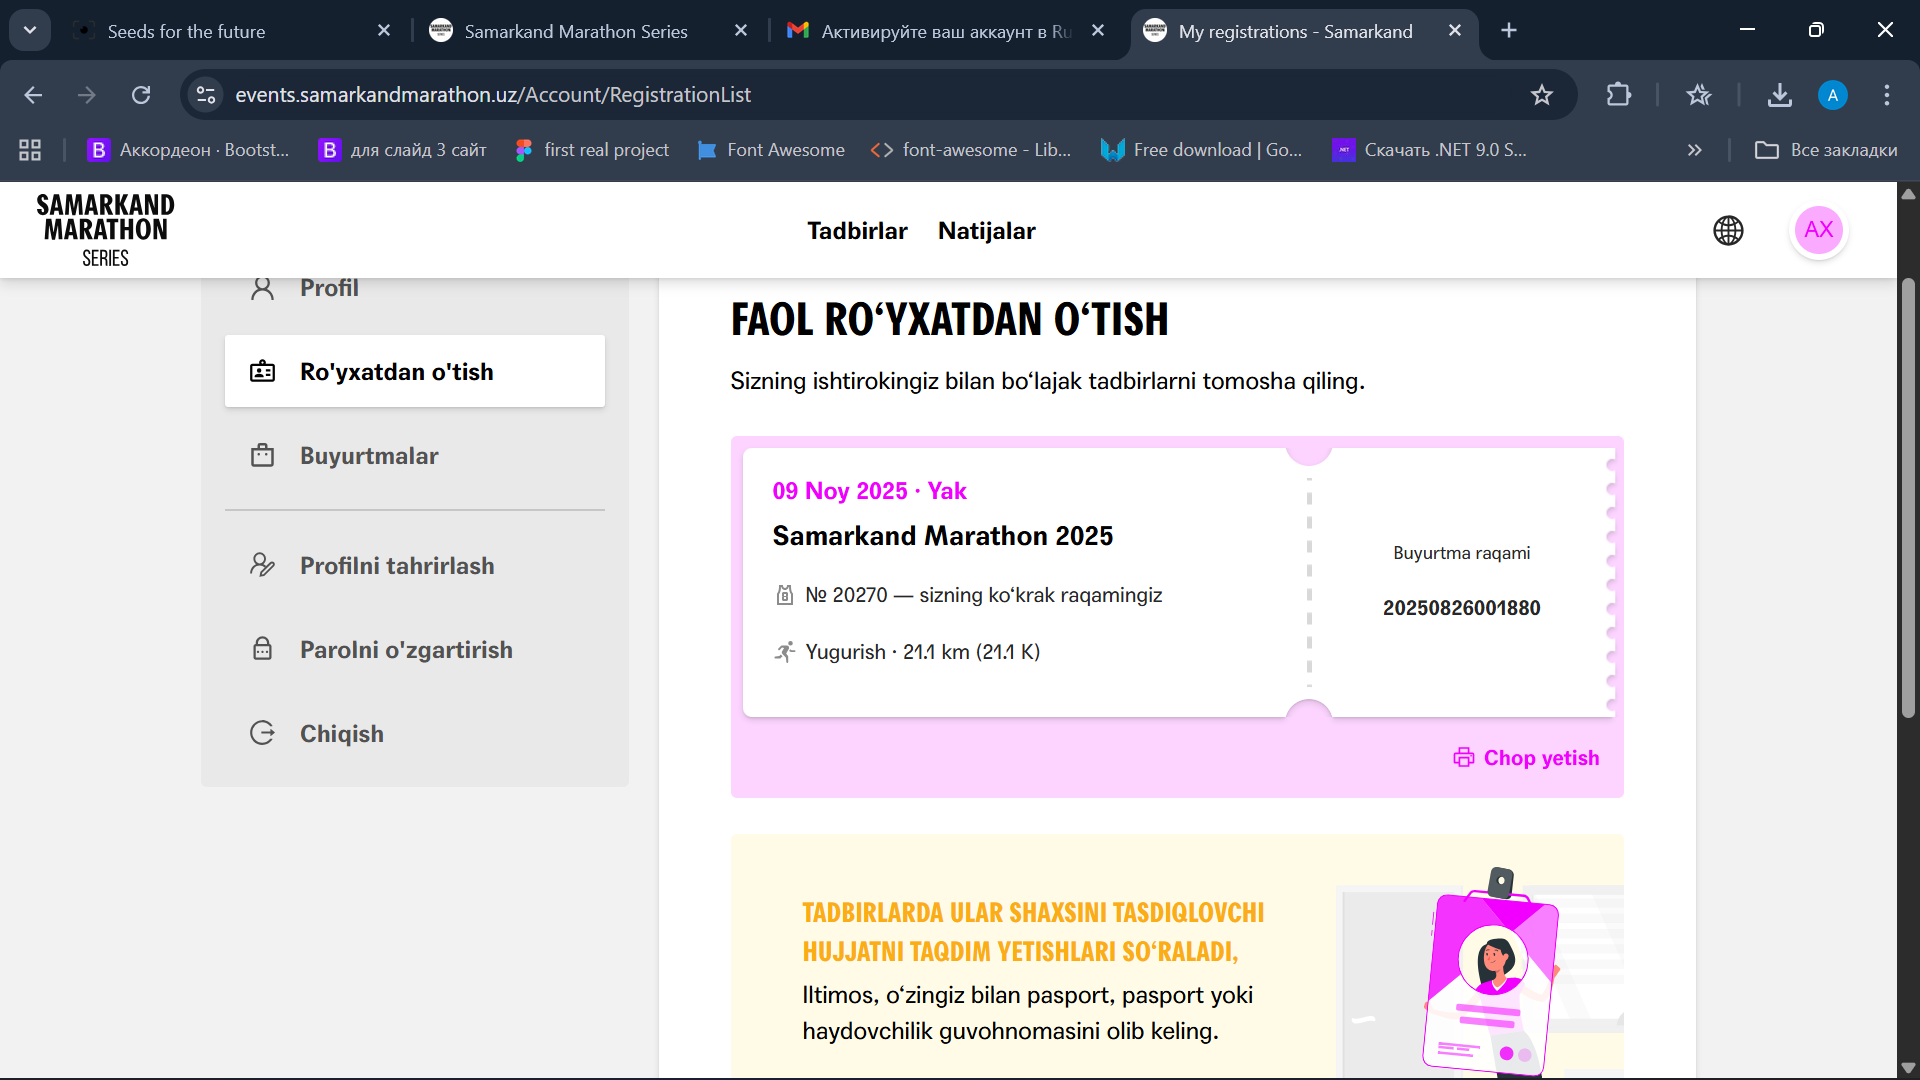 Seeds for the future
Samarkand Marathon Series
Активируйте ваш аккаунт в Ru
My registrations - Samarkand
events.samarkandmarathon.uz/Account/RegistrationList
A
Аккордеон · Bootst...
для слайд 3 сайт
first real project
Font Awesome
font-awesome - Lib...
Free download | Go...
Скачать .NET 9.0 S...
Все закладки
SAMARKAND
MARATHON
SERIES
Tadbirlar
Natijalar
AX
Profil
Ro'yxatdan o'tish
Buyurtmalar
Profilni tahrirlash
Parolni o'zgartirish
Chiqish
FAOL RO‘YXATDAN O‘TISH
Sizning ishtirokingiz bilan bo‘lajak tadbirlarni tomosha qiling.
09 Noy 2025 · Yak
Samarkand Marathon 2025
№ 20270 — sizning ko‘krak raqamingiz
Yugurish · 21.1 km (21.1 K)
Buyurtma raqami
20250826001880
Chop yetish
TADBIRLARDA ULAR SHAXSINI TASDIQLOVCHI
HUJJATNI TAQDIM YETISHLARI SO‘RALADI,
Iltimos, o‘zingiz bilan pasport, pasport yoki
haydovchilik guvohnomasini olib keling.